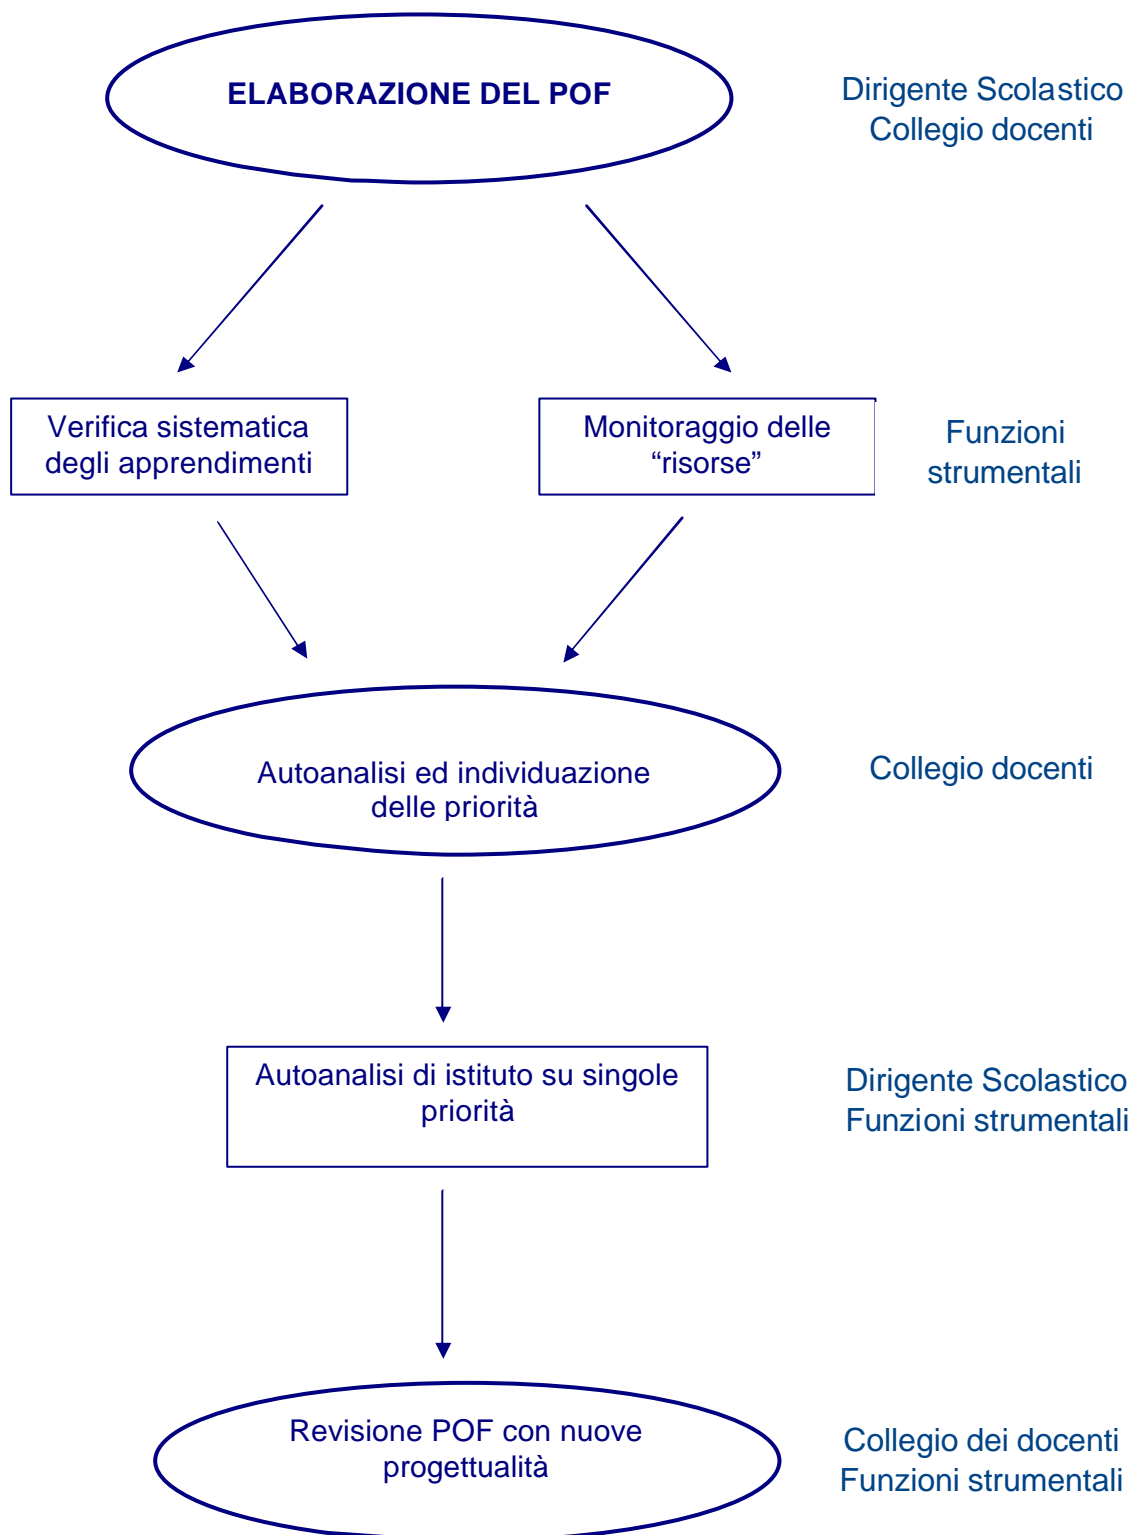 ELABORAZIONE DEL POF
Dirigente Scolastico
Collegio docenti
Verifica sistematica
degli apprendimenti
Monitoraggio delle
“risorse”
Funzioni
strumentali
Autoanalisi ed individuazione
delle priorità
Collegio docenti
Autoanalisi di istituto su singole
priorità
Dirigente Scolastico
Funzioni strumentali
Revisione POF con nuove
progettualità
Collegio dei docenti
Funzioni strumentali